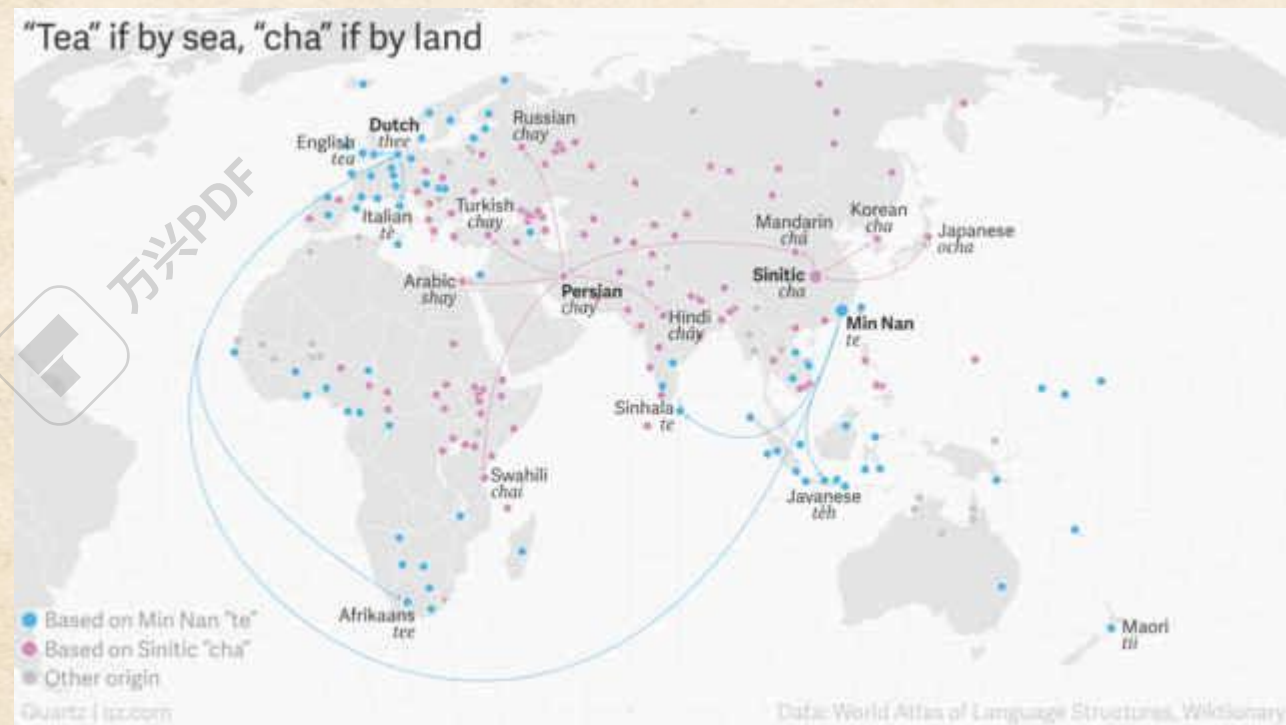 “Tea” if by sea, “cha” if by land
Dutch
thee
English
tea
Russian
chay
Italian
tè
Turkish
chay
Arabic
shay
Persian
chay
Hindi
chāy
Mandarin
chá
Korean
cha
Japanese
ocha
Sinitic
cha
Min Nan
te
Sinhala
te
Swahili
chai
Javanese
tèh
Afrikaans
tee
Maori
tii
Based on Min Nan “te”
Based on Sinitic “cha”
Other origin
Quartz | qz.com
Data: World Atlas of Language Structures, Wiktionary
万兴PDF